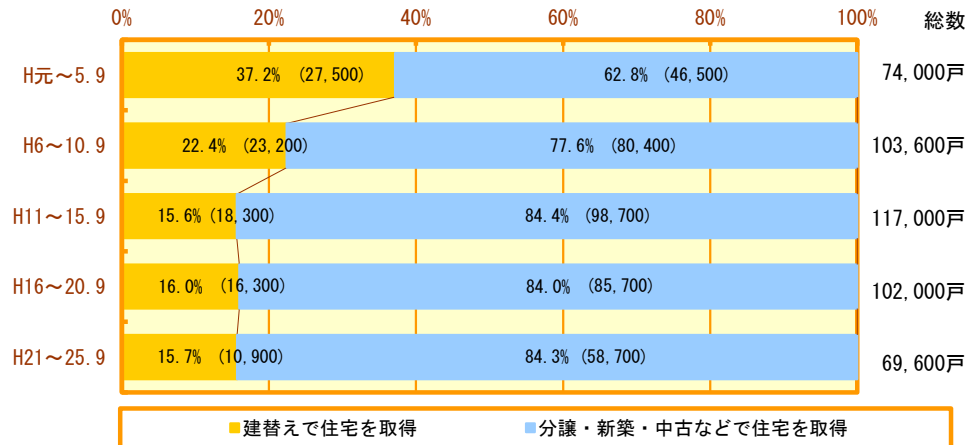 0% 20% 40% 60% 80% 100% 総数
H元～5.9 37.2% (27,500) 62.8% (46,500) 74,000戸
H6～10.9 22.4% (23,200) 77.6% (80,400) 103,600戸
H11～15.9 15.6% (18,300) 84.4% (98,700) 117,000戸
H16～20.9 16.0% (16,300) 84.0% (85,700) 102,000戸
H21～25.9 15.7% (10,900) 84.3% (58,700) 69,600戸
建替えで住宅を取得 分譲・新築・中古などで住宅を取得